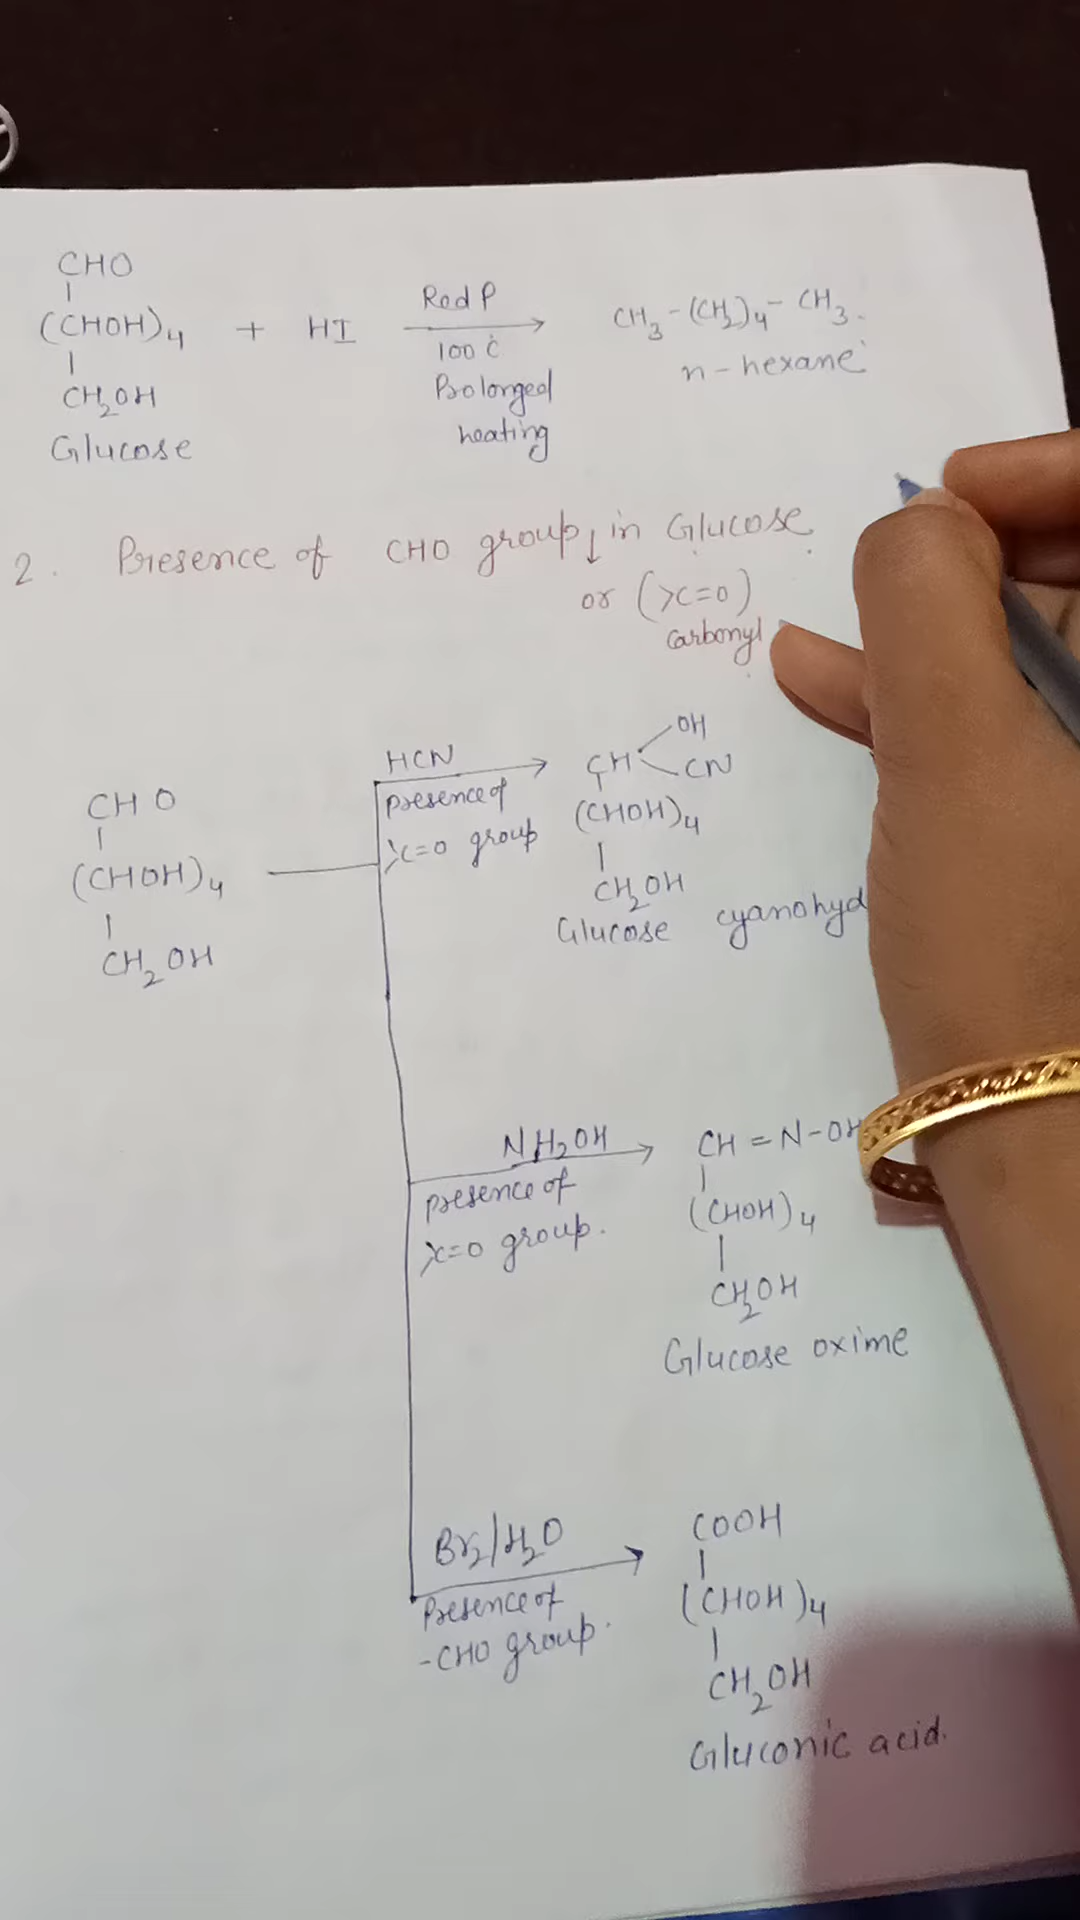 CHO
(CHOH)4 + HI Red P CH3-(CH2)4-CH3.
100°C
CH2OH Prolonged n-hexane
Glucose heating
2. Presence of CHO group↓ in Glucose
or (>C=O)
carbonyl
HCN CH OH
CN
CHO presence of (CHOH)4
(CHOH)4 >C=O group
CH2OH CH2OH
Glucose cyanohyd
NH2OH CH=N-OH
presence of (CHOH)4
>C=O group. CH2OH
Glucose oxime
Br2/H2O COOH
Presence of (CHOH)4
-CHO group. CH2OH
Gluconic acid.